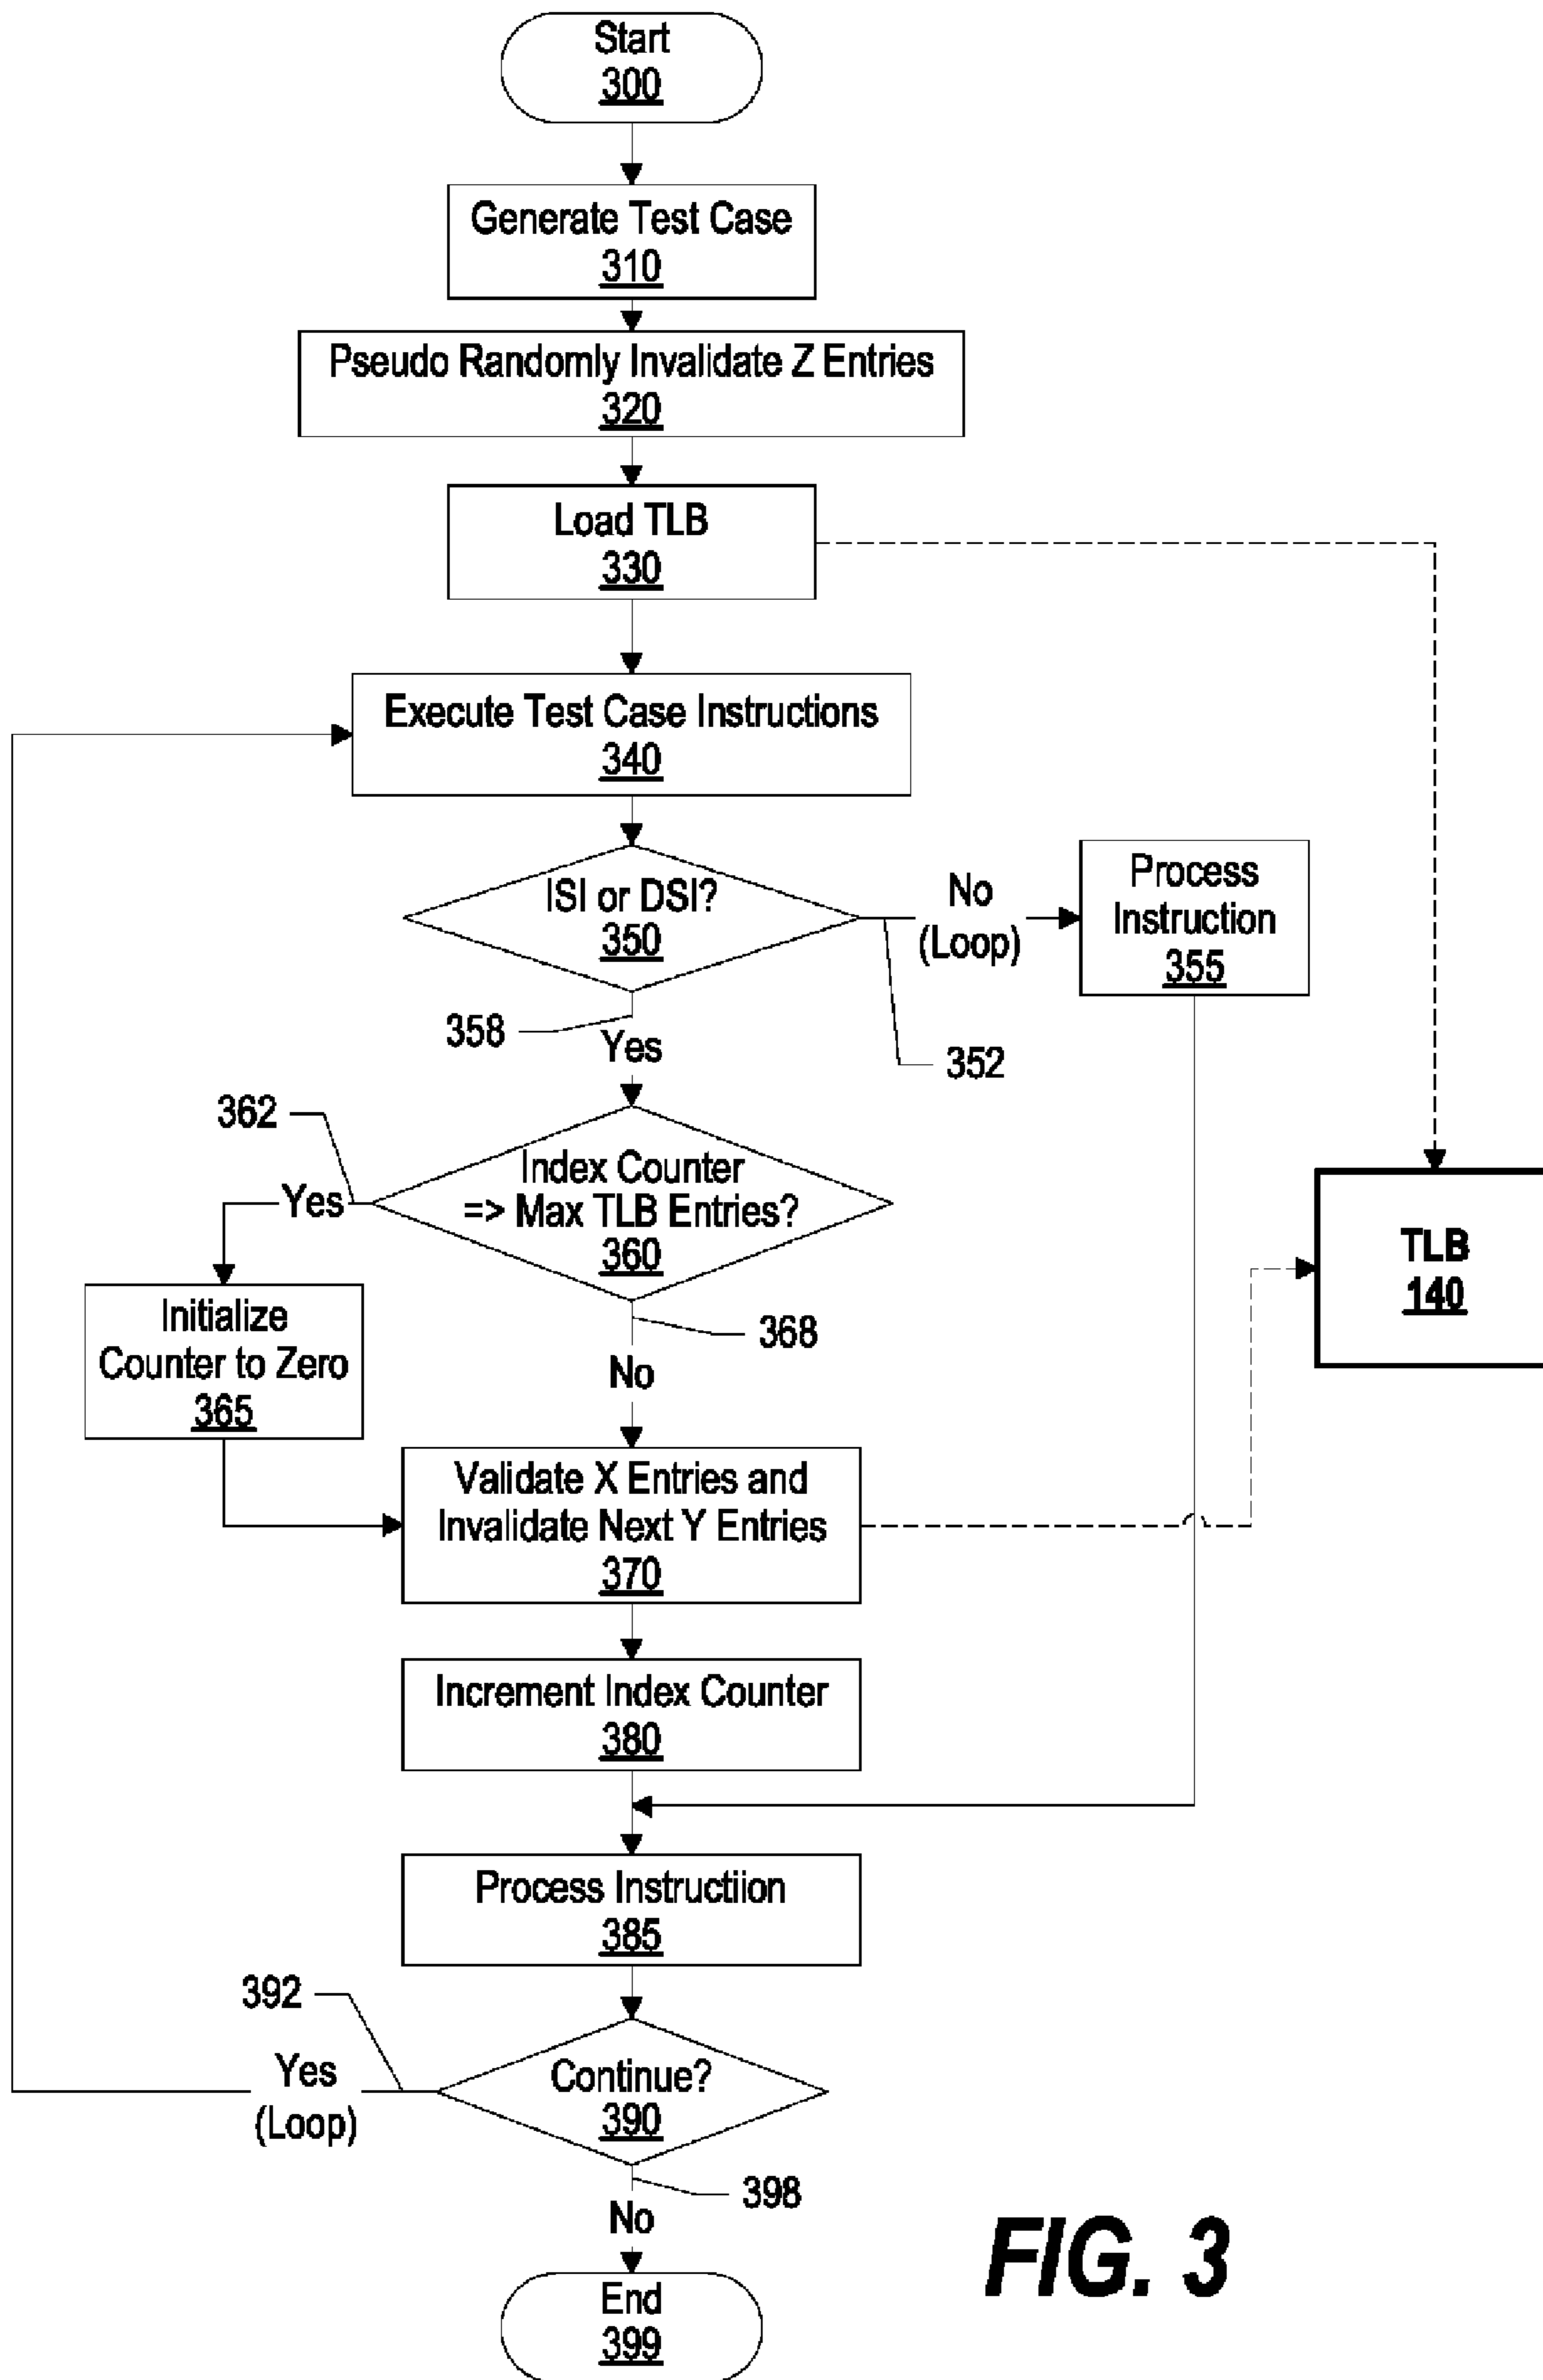 Start
300
Generate Test Case
310
Pseudo Randomly Invalidate Z Entries
320
Load TLB
330
Execute Test Case Instructions
340
ISI or DSI?
350
No
(Loop)
Process
Instruction
355
358
Yes
352
362
Index Counter
=> Max TLB Entries?
360
Yes
TLB
140
Initialize
Counter to Zero
365
368
No
Validate X Entries and
Invalidate Next Y Entries
370
Increment Index Counter
380
Process Instructiion
385
392
Continue?
390
Yes
(Loop)
398
No
End
399
FIG. 3